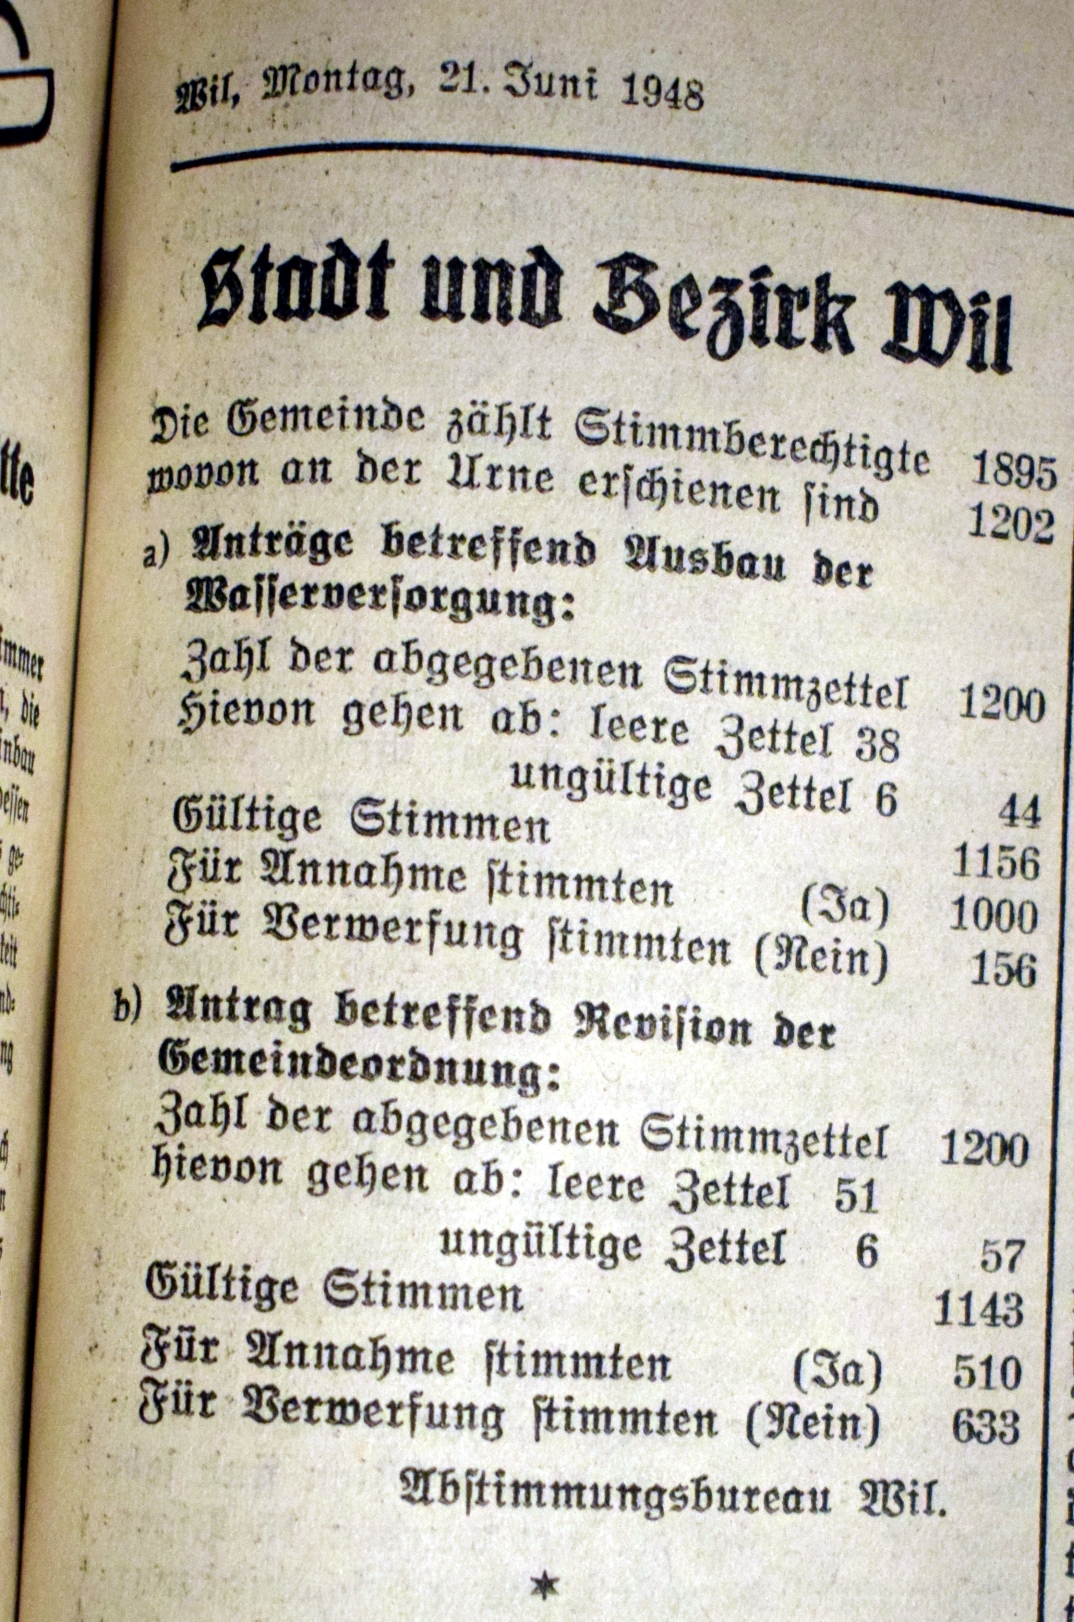 Wil, Montag, 21. Juni 1948
Stadt und Bezirk Wil
Die Gemeinde zählt Stimmberechtigte 1895
wovon an der Urne erschienen sind 1202
a) Anträge betreffend Ausbau der
Wasserversorgung:
Zahl der abgegebenen Stimmzettel 1200
Hievon gehen ab: leere Zettel 38
ungültige Zettel 6 44
Gültige Stimmen 1156
Für Annahme stimmten (Ja) 1000
Für Verwerfung stimmten (Nein) 156
b) Antrag betreffend Revision der
Gemeindeordnung:
Zahl der abgegebenen Stimmzettel 1200
hievon gehen ab: leere Zettel 51
ungültige Zettel 6 57
Gültige Stimmen 1143
Für Annahme stimmten (Ja) 510
Für Verwerfung stimmten (Nein) 633
Abstimmungsbureau Wil.